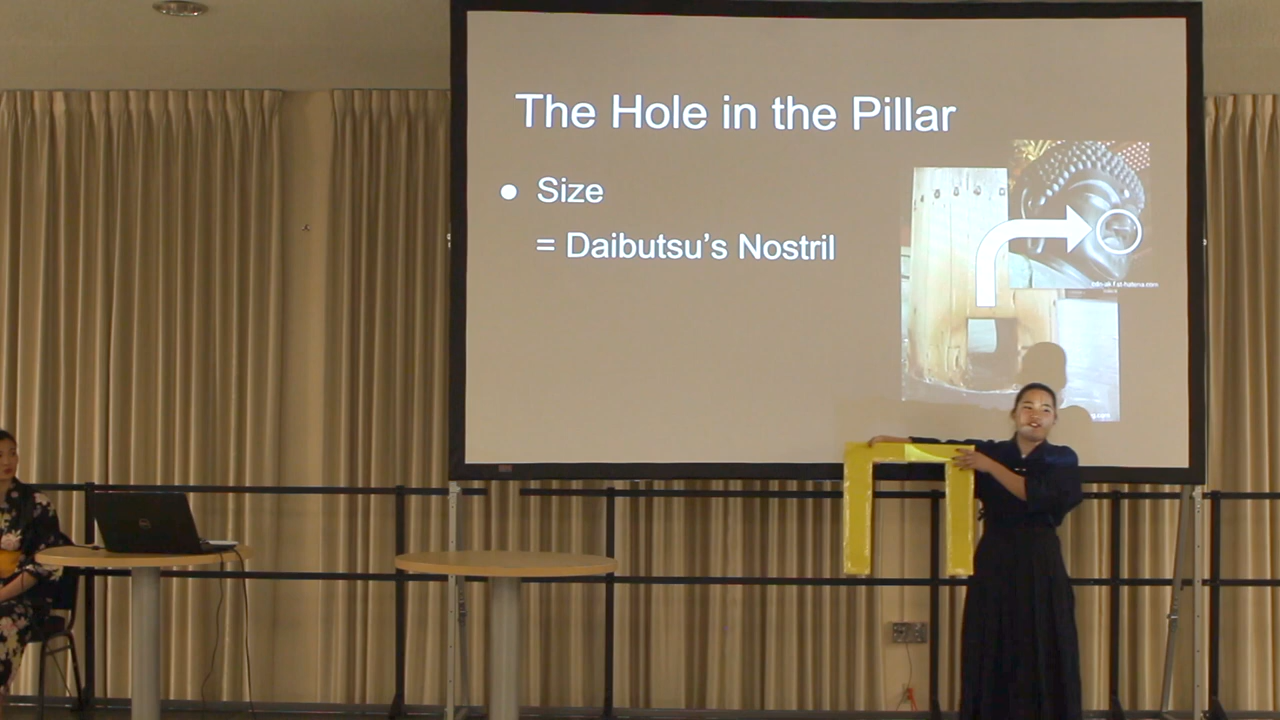 The Hole in the Pillar
● Size
= Daibutsu's Nostril